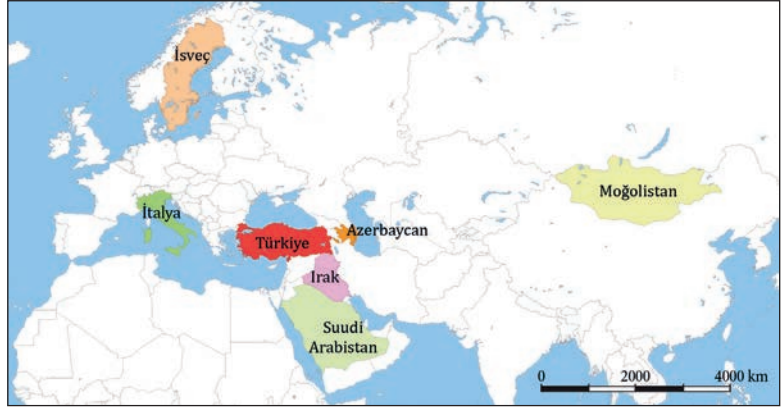 İsveç
Moğolistan
İtalya
Türkiye
Azerbaycan
Irak
Suudi
Arabistan
0 2000 4000 km